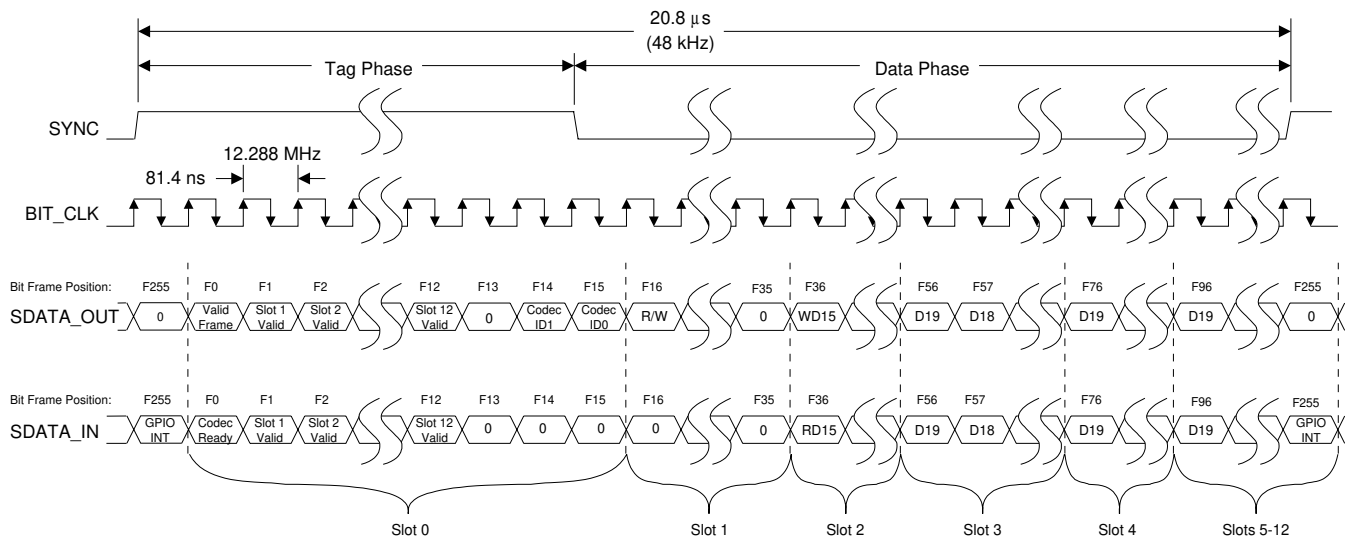 20.8 µs
(48 kHz)
Tag Phase
Data Phase
SYNC
12.288 MHz
81.4 ns
BIT_CLK
Bit Frame Position: F255 F0 F1 F2 F12 F13 F14 F15 F16 F35 F36 F56 F57 F76 F96 F255
SDATA_OUT 0 Valid Frame Slot 1 Valid Slot 2 Valid Slot 12 Valid 0 Codec ID1 Codec ID0 R/W 0 WD15 D19 D18 D19 D19 0
Bit Frame Position: F255 F0 F1 F2 F12 F13 F14 F15 F16 F35 F36 F56 F57 F76 F96 F255
SDATA_IN GPIO INT Codec Ready Slot 1 Valid Slot 2 Valid Slot 12 Valid 0 0 0 0 0 RD15 D19 D18 D19 D19 GPIO INT
Slot 0 Slot 1 Slot 2 Slot 3 Slot 4 Slots 5-12